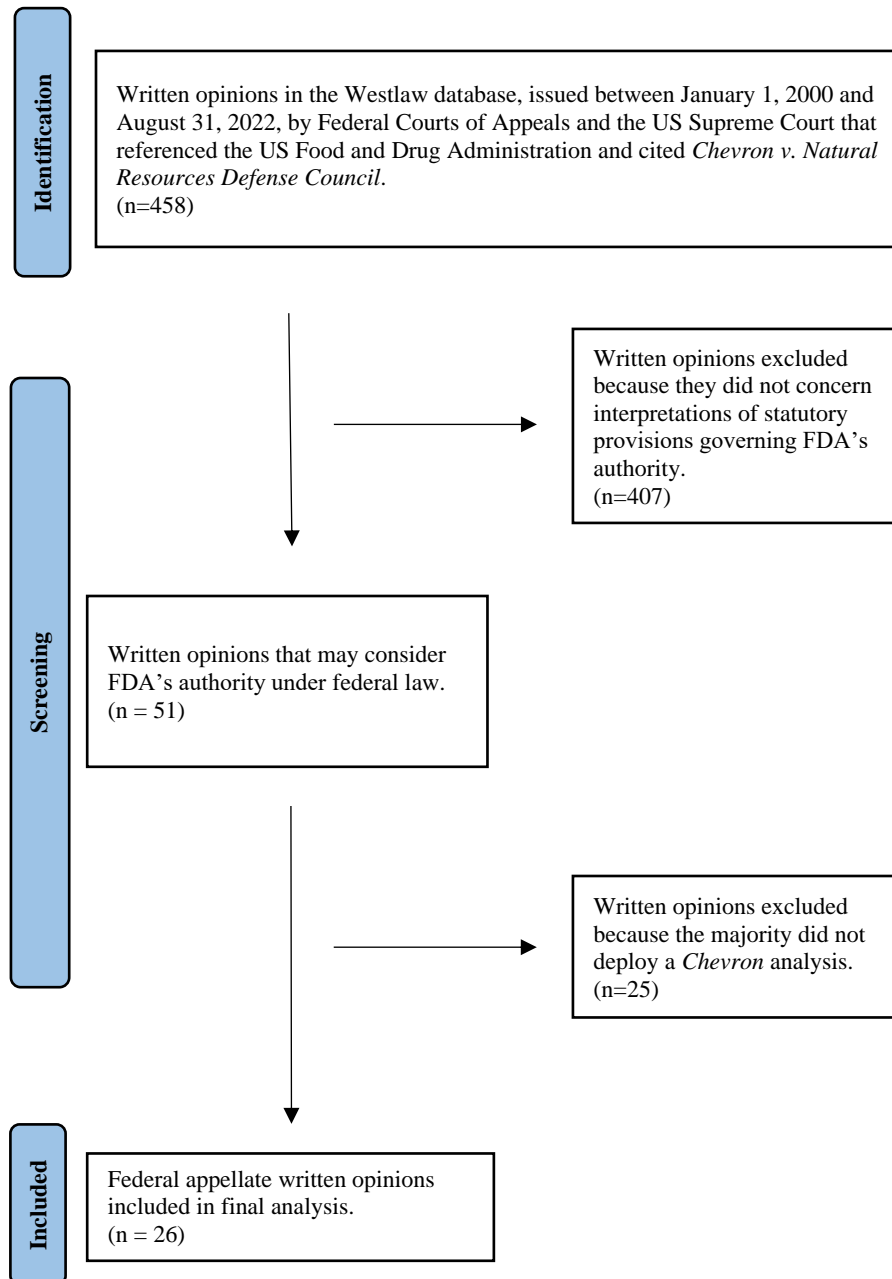 Identification
Written opinions in the Westlaw database, issued between January 1, 2000 and
August 31, 2022, by Federal Courts of Appeals and the US Supreme Court that
referenced the US Food and Drug Administration and cited Chevron v. Natural
Resources Defense Council.
(n=458)
Written opinions excluded
because they did not concern
interpretations of statutory
provisions governing FDA’s
authority.
(n=407)
Screening
Written opinions that may consider
FDA’s authority under federal law.
(n = 51)
Written opinions excluded
because the majority did not
deploy a Chevron analysis.
(n=25)
Included
Federal appellate written opinions
included in final analysis.
(n = 26)